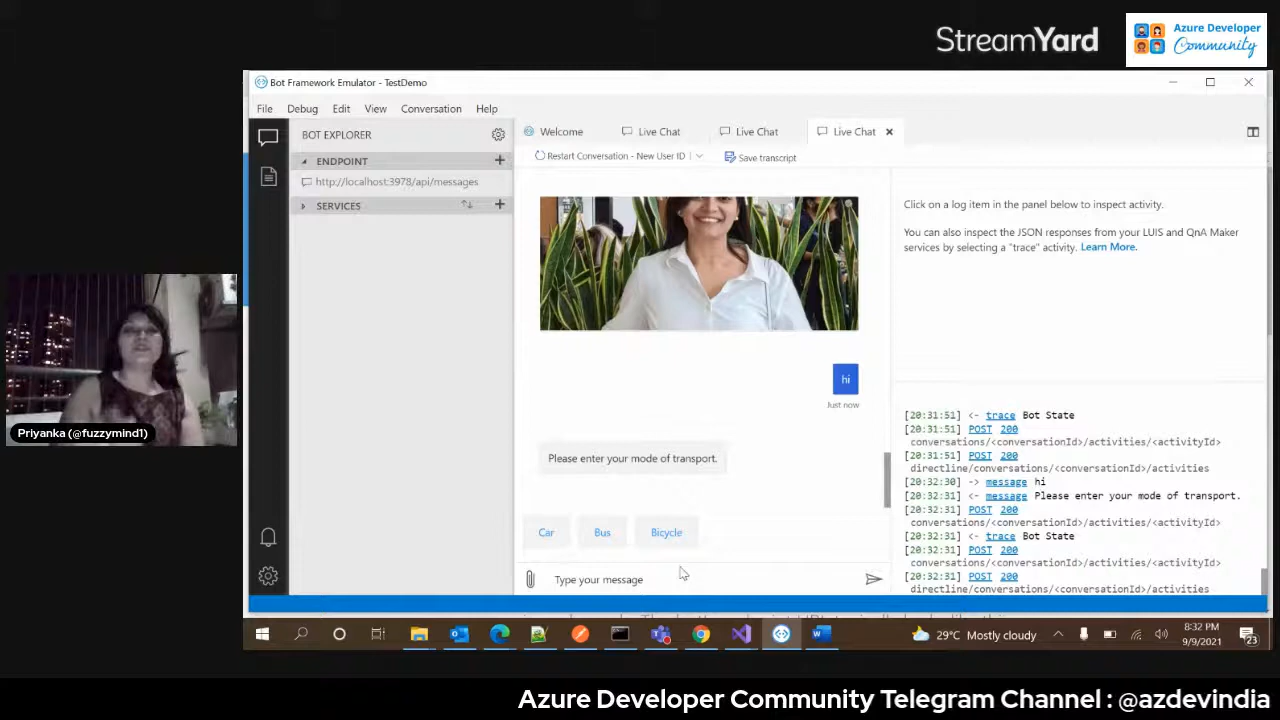 StreamYard
Azure Developer
Community
Bot Framework Emulator - TestDemo
File Debug Edit View Conversation Help
BOT EXPLORER
ENDPOINT
http://localhost:3978/api/messages
SERVICES
Welcome
Live Chat
Live Chat
Live Chat
Restart Conversation - New User ID
Save transcript
hi
Just now
Please enter your mode of transport.
Car
Bus
Bicycle
Type your message
Click on a log item in the panel below to inspect activity.
You can also inspect the JSON responses from your LUIS and QnA Maker
services by selecting a "trace" activity. Learn More.
[20:31:51] <- trace Bot State
[20:31:51] POST 200
conversations/<conversationId>/activities/<activityId>
[20:31:51] POST 200
directline/conversations/<conversationId>/activities
[20:32:30] -> message hi
[20:32:31] <- message Please enter your mode of transport.
[20:32:31] POST 200
conversations/<conversationId>/activities/<activityId>
[20:32:31] <- trace Bot State
[20:32:31] POST 200
conversations/<conversationId>/activities/<activityId>
[20:32:31] POST 200
directline/conversations/<conversationId>/activities
Priyanka (@fuzzymind1)
29°C Mostly cloudy
8:32 PM
9/9/2021
23
Azure Developer Community Telegram Channel : @azdevindia